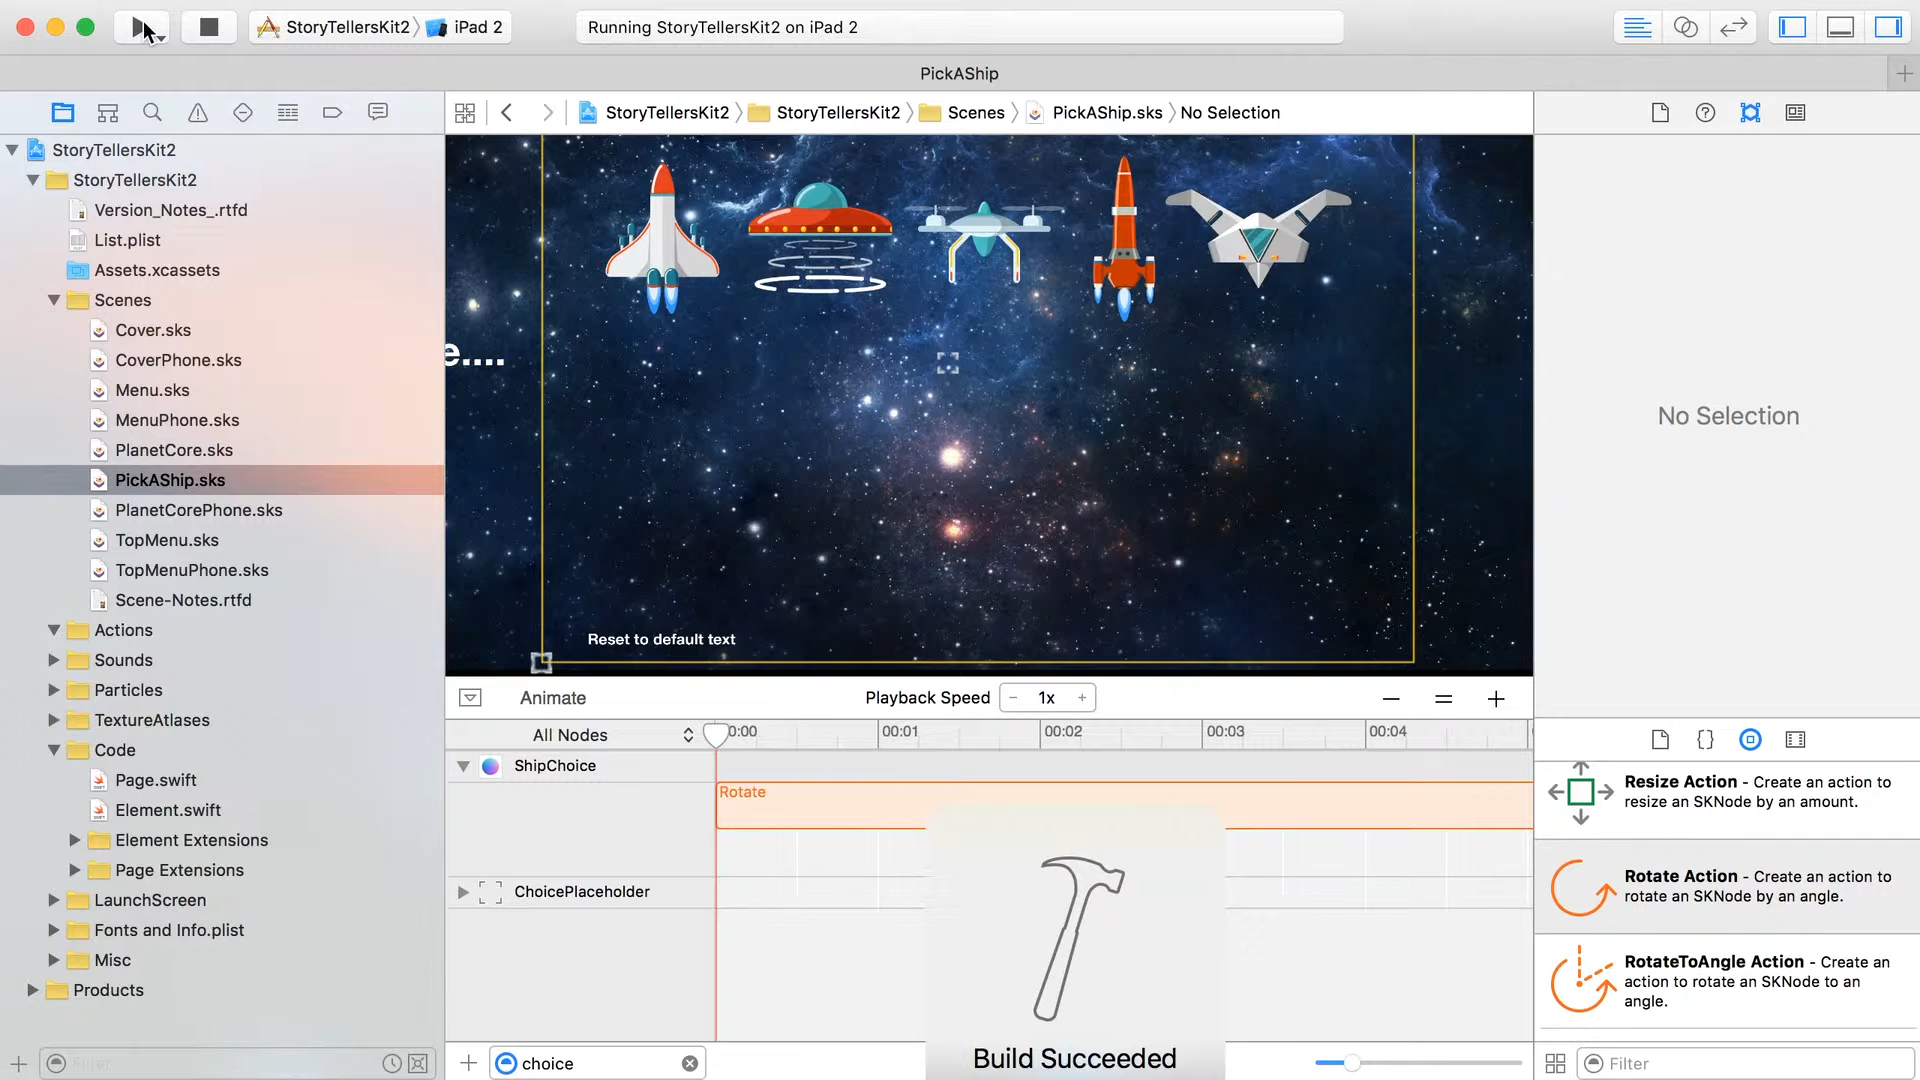 StoryTellersKit2 iPad 2
Running StoryTellersKit2 on iPad 2
PickAShip
StoryTellersKit2 StoryTellersKit2 Scenes PickAShip.sks No Selection
StoryTellersKit2
StoryTellersKit2
Version_Notes_.rtfd
List.plist
Assets.xcassets
Scenes
Cover.sks
CoverPhone.sks
Menu.sks
MenuPhone.sks
PlanetCore.sks
PickAShip.sks
PlanetCorePhone.sks
TopMenu.sks
TopMenuPhone.sks
Scene-Notes.rtfd
Actions
Sounds
Particles
TextureAtlases
Code
Page.swift
Element.swift
Element Extensions
Page Extensions
LaunchScreen
Fonts and Info.plist
Misc
Products
Filter
e....
Reset to default text
Animate
Playback Speed - 1x +
All Nodes
0:00 00:01 00:02 00:03 00:04
ShipChoice
Rotate
ChoicePlaceholder
choice
Build Succeeded
No Selection
Resize Action - Create an action to
resize an SKNode by an amount.
Rotate Action - Create an action to
rotate an SKNode by an angle.
RotateToAngle Action - Create an
action to rotate an SKNode to an
angle.
Filter